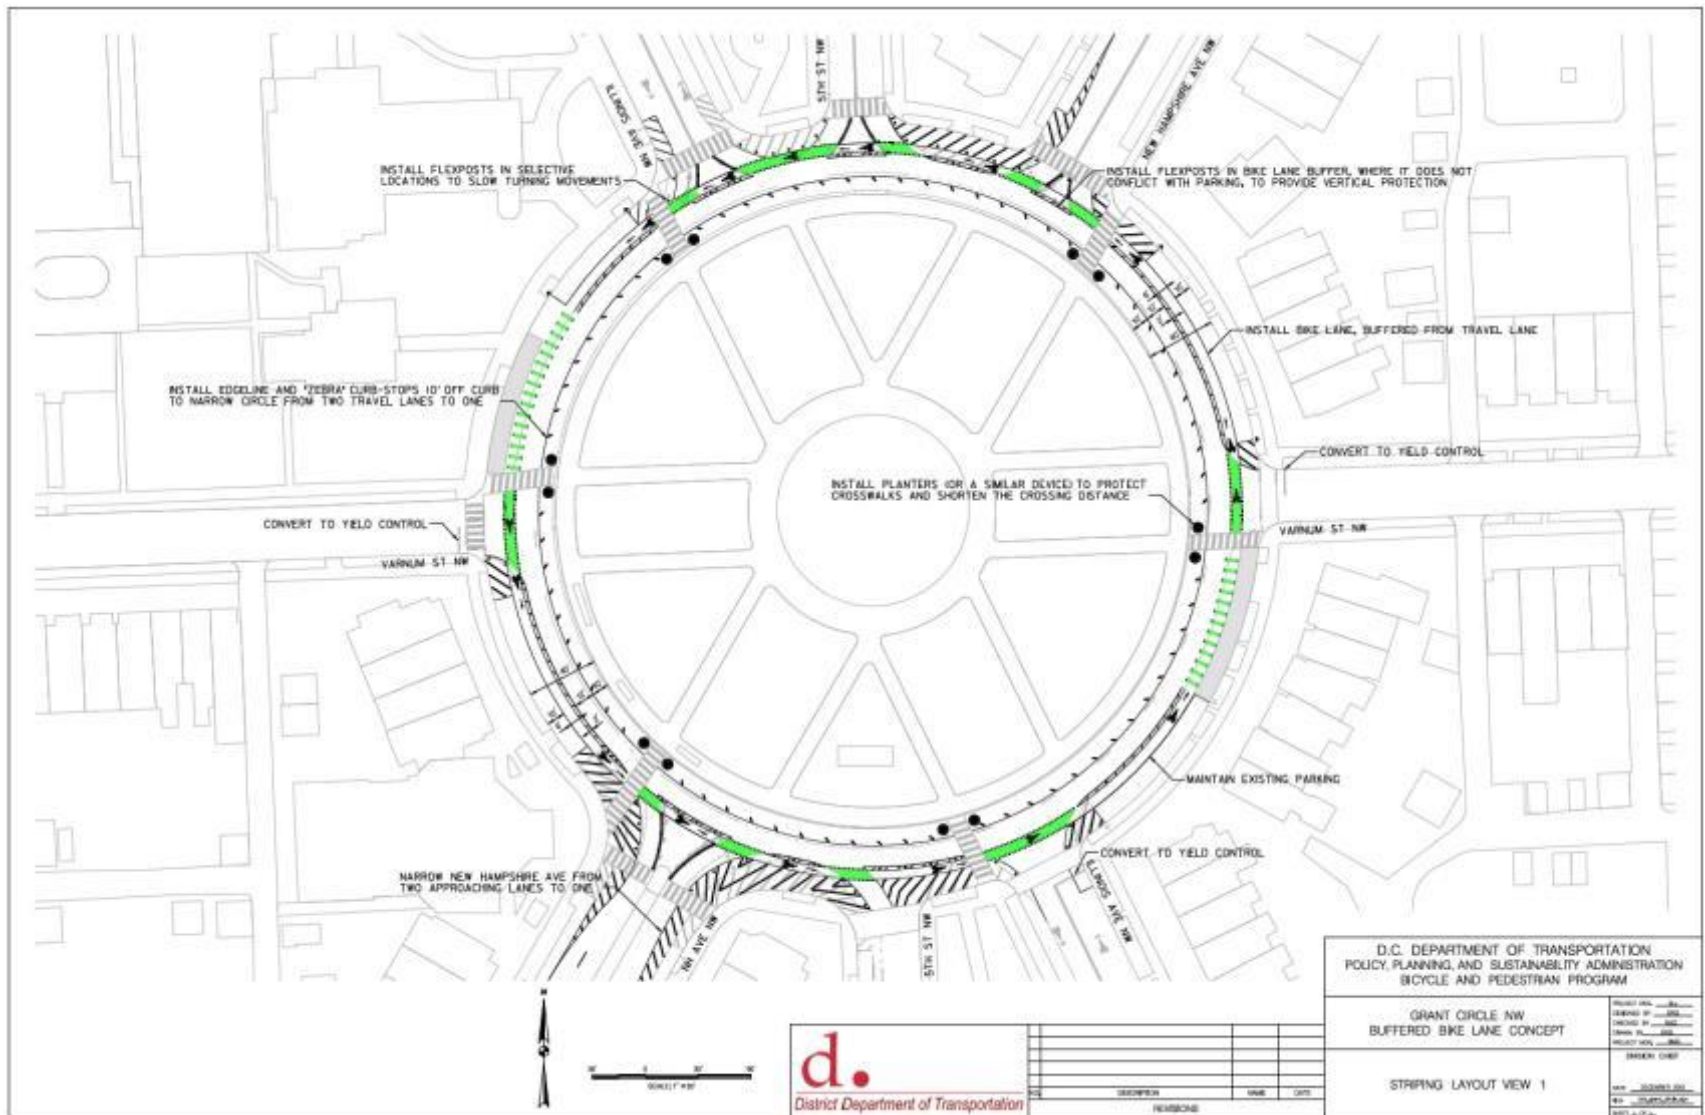 5TH ST NW
ILLINOIS AVE NW
NEW HAMPSHIRE AVE NW
INSTALL FLEXPOSTS IN SELECTIVE
LOCATIONS TO SLOW TURNING MOVEMENTS
INSTALL FLEXPOSTS IN BIKE LANE BUFFER, WHERE IT DOES NOT
CONFLICT WITH PARKING, TO PROVIDE VERTICAL PROTECTION
INSTALL BIKE LANE, BUFFERED FROM TRAVEL LANE
INSTALL EDGELINE AND "ZEBRA" CURB-STOPS 10' OFF CURB
TO NARROW CIRCLE FROM TWO TRAVEL LANES TO ONE
CONVERT TO YIELD CONTROL
INSTALL PLANTERS (OR A SIMILAR DEVICE) TO PROTECT
CROSSWALKS AND SHORTEN THE CROSSING DISTANCE
CONVERT TO YIELD CONTROL
VARNUM ST NW
VARNUM ST NW
MAINTAIN EXISTING PARKING
CONVERT TO YIELD CONTROL
NARROW NEW HAMPSHIRE AVE FROM
TWO APPROACHING LANES TO ONE
ILLINOIS AVE NW
NH AVE NW
5TH ST NW
D.C. DEPARTMENT OF TRANSPORTATION
POLICY, PLANNING, AND SUSTAINABILITY ADMINISTRATION
BICYCLE AND PEDESTRIAN PROGRAM
GRANT CIRCLE NW
BUFFERED BIKE LANE CONCEPT
STRIPING LAYOUT VIEW 1
DIVISION CHIEF
N
d.
District Department of Transportation
DESCRIPTION
NAME
DATE
REVISIONS